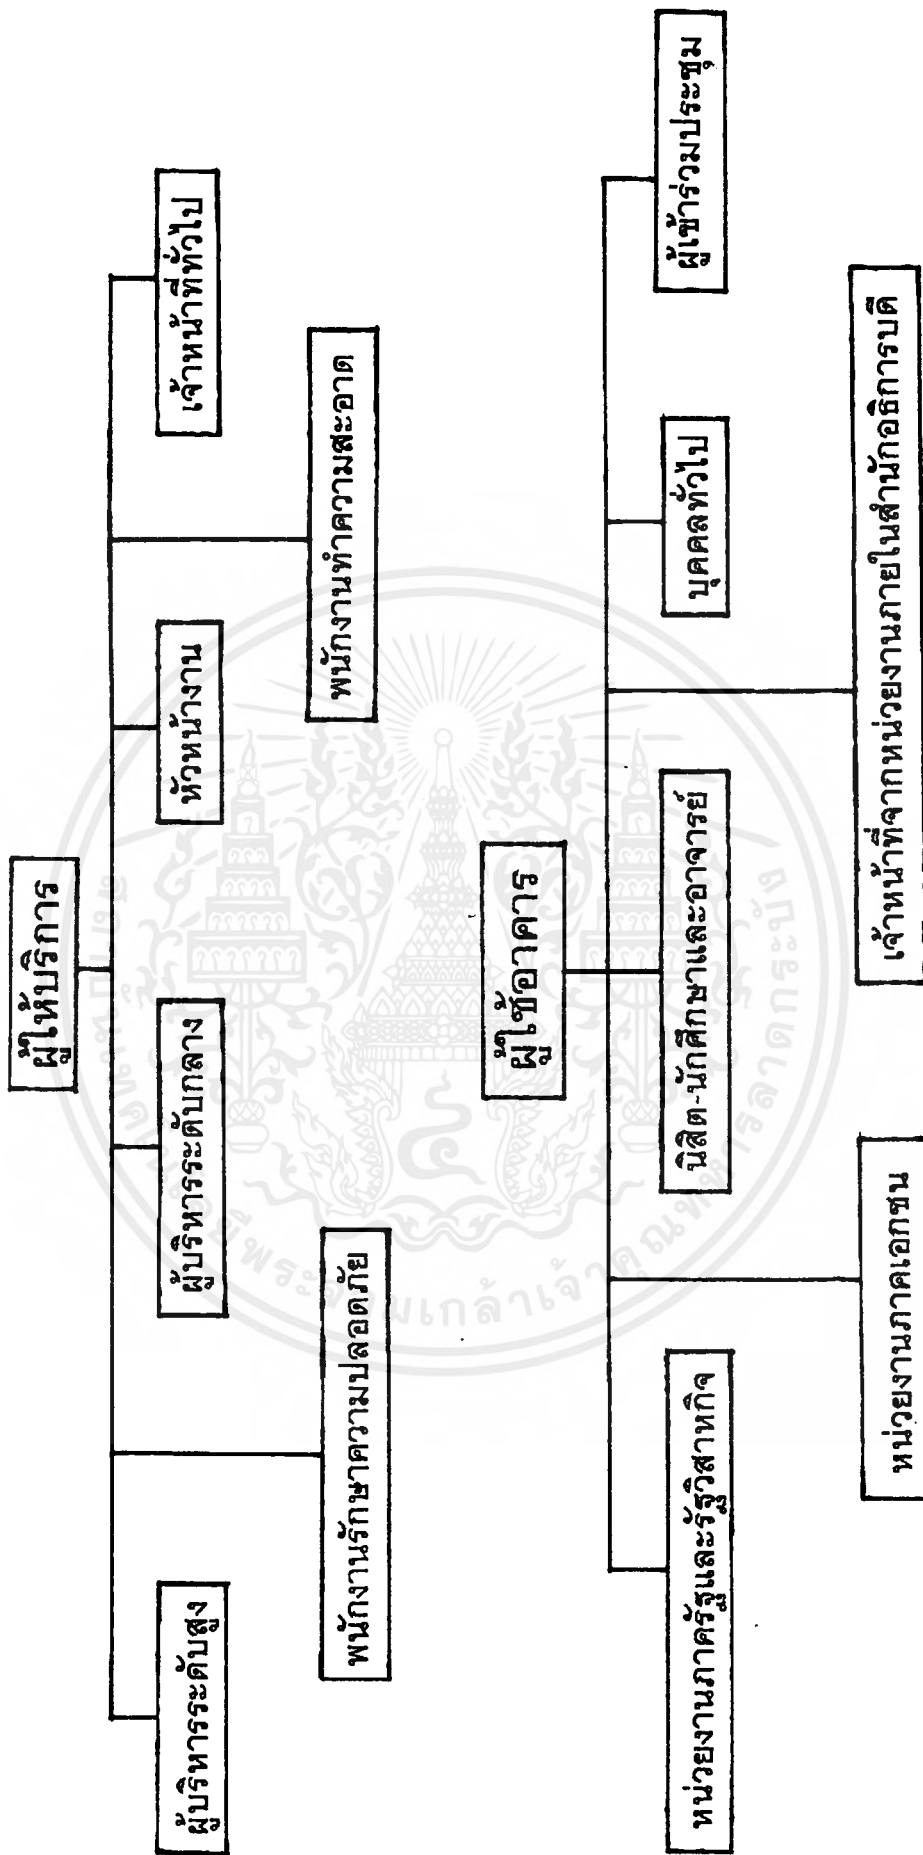 ผู้ให้บริการ
ผู้บริหารระดับสูง
ผู้บริหารระดับกลาง
หัวหน้างาน
เจ้าหน้าที่ทั่วไป
พนักงานรักษาความปลอดภัย
พนักงานทำความสะอาด
ผู้ใช้อาคาร
หน่วยงานภาครัฐและรัฐวิสาหกิจ
นิสิต-นักศึกษาและอาจารย์
บุคคลทั่วไป
ผู้เข้าร่วมประชุม
หน่วยงานภาคเอกชน
เจ้าหน้าที่จากหน่วยงานภายในสำนักอธิการบดี